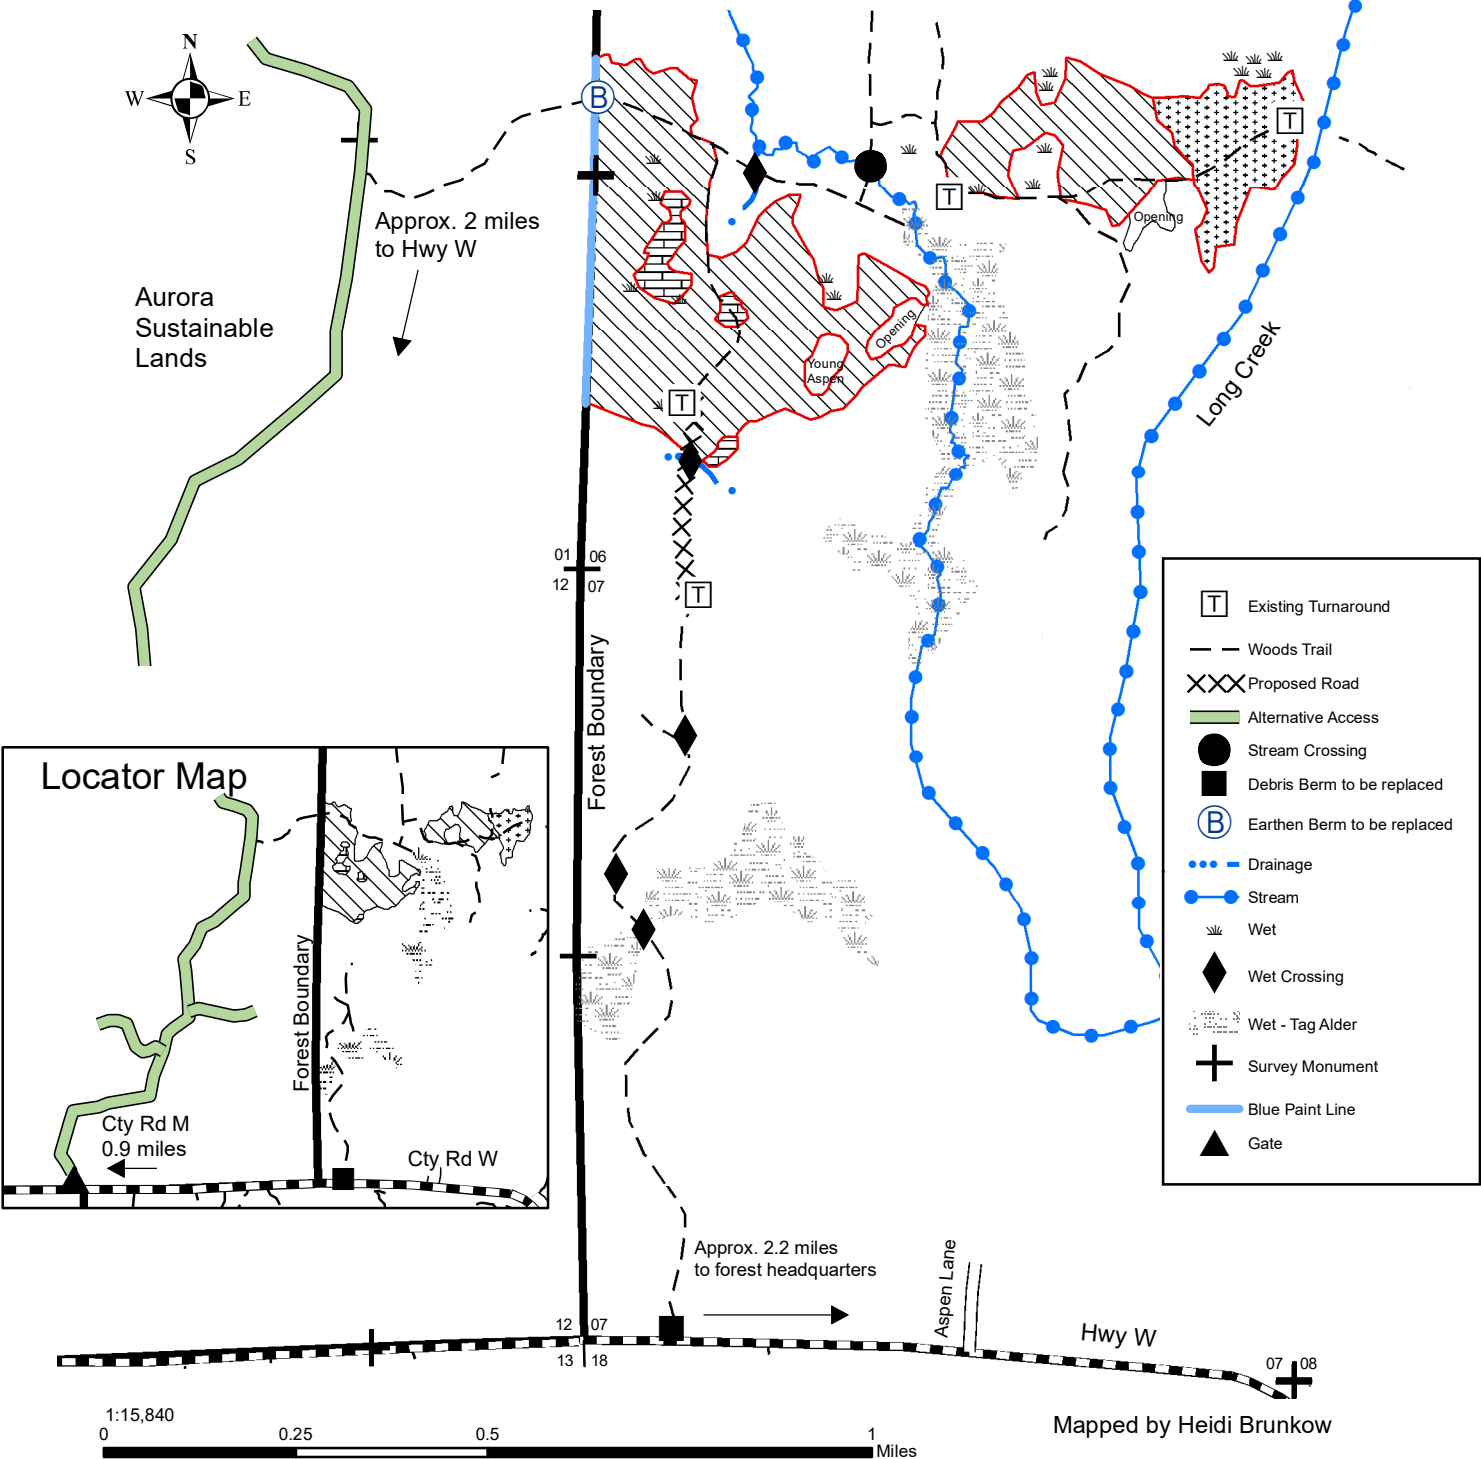 N
W
E
S
B
T
T
Approx. 2 miles
to Hwy W
Opening
Aurora
Sustainable
Lands
Opening
Young
Aspen
Long Creek
T
01
06
12
07
T
Forest Boundary
T
Existing Turnaround
Woods Trail
Proposed Road
Alternative Access
Stream Crossing
Debris Berm to be replaced
B
Earthen Berm to be replaced
Drainage
Stream
Wet
Wet Crossing
Wet - Tag Alder
Survey Monument
Blue Paint Line
Gate
Locator Map
Forest Boundary
Cty Rd M
0.9 miles
Cty Rd W
Approx. 2.2 miles
to forest headquarters
Aspen Lane
Hwy W
12
07
13
18
07
08
1:15,840
0
0.25
0.5
1
Miles
Mapped by Heidi Brunkow